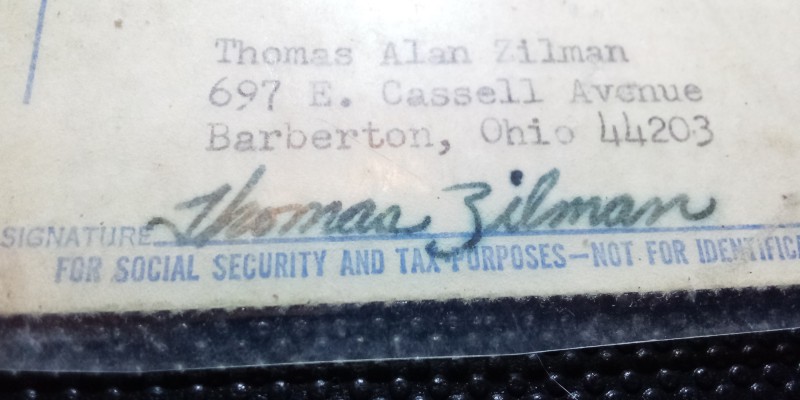 Thomas Alan Zilman
697 E. Cassell Avenue
Barberton, Ohio 44203
SIGNATURE Thomas Zilman
FOR SOCIAL SECURITY AND TAX PURPOSES—NOT FOR IDENTIFIC